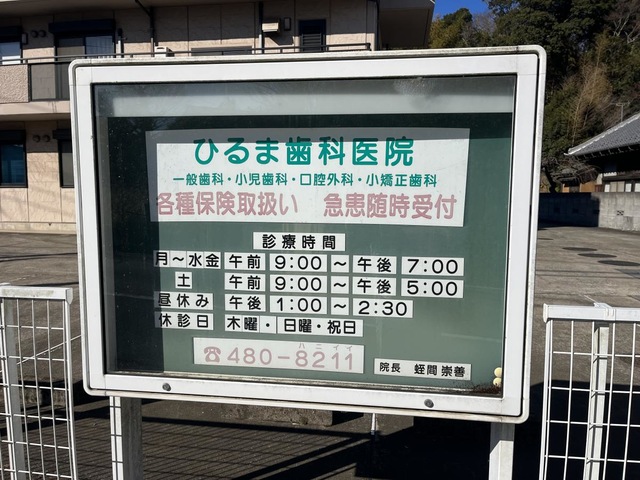 ひるま歯科医院
一般歯科・小児歯科・口腔外科・小矯正歯科
各種保険取扱い 急患随時受付
診療時間
月～水金 午前 9:00 ～ 午後 7:00
土 午前 9:00 ～ 午後 5:00
昼休み 午後 1:00 ～ 2:30
休診日 木曜・日曜・祝日
ハニイイ
☎480-8211
院長 蛭間崇善